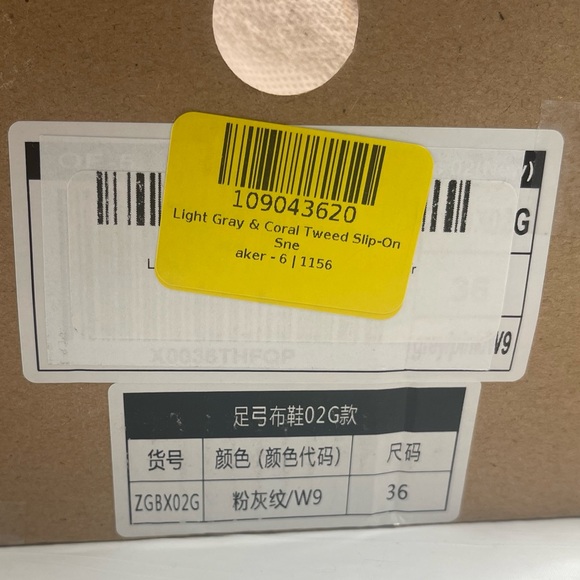 109043620
Light Gray & Coral Tweed Slip-On
Sne
aker - 6 | 1156
G
W9
X0036THFOP
足弓布鞋02G款
货号 颜色 (颜色代码) 尺码
ZGBX02G 粉灰纹/W9 36